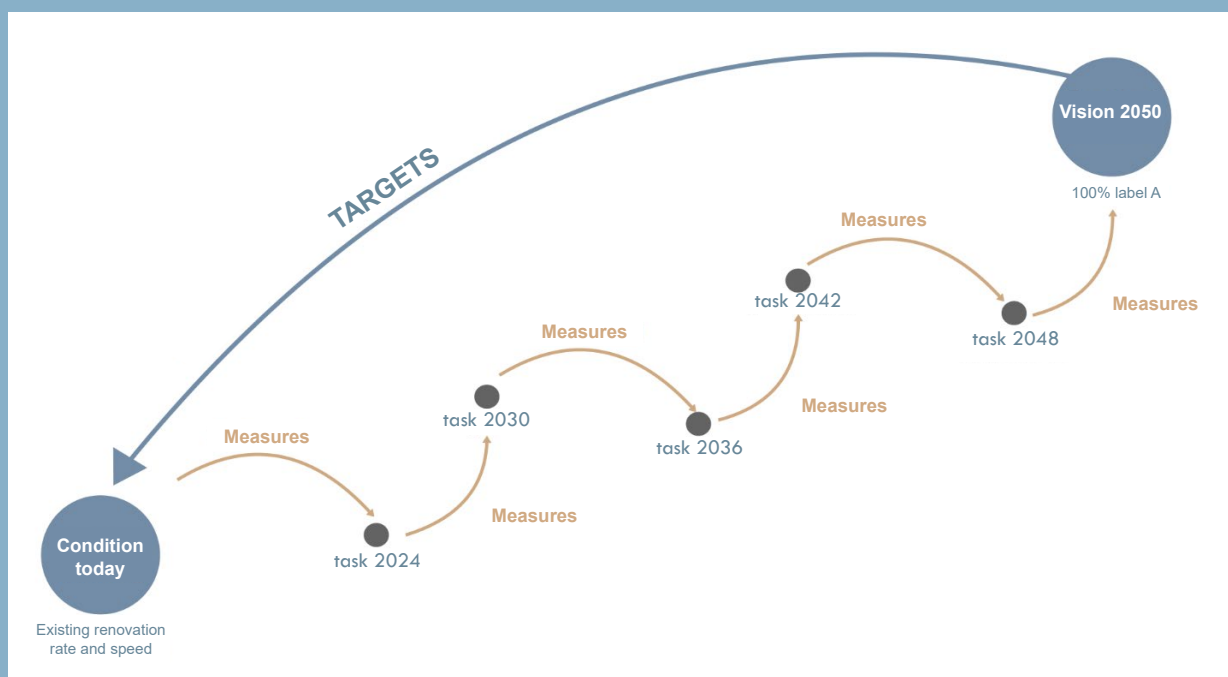 Vision 2050
100% label A
TARGETS
Measures
Measures
task 2042
task 2048
Measures
Measures
task 2030
Measures
task 2036
Measures
Measures
task 2024
Condition
today
Existing renovation
rate and speed